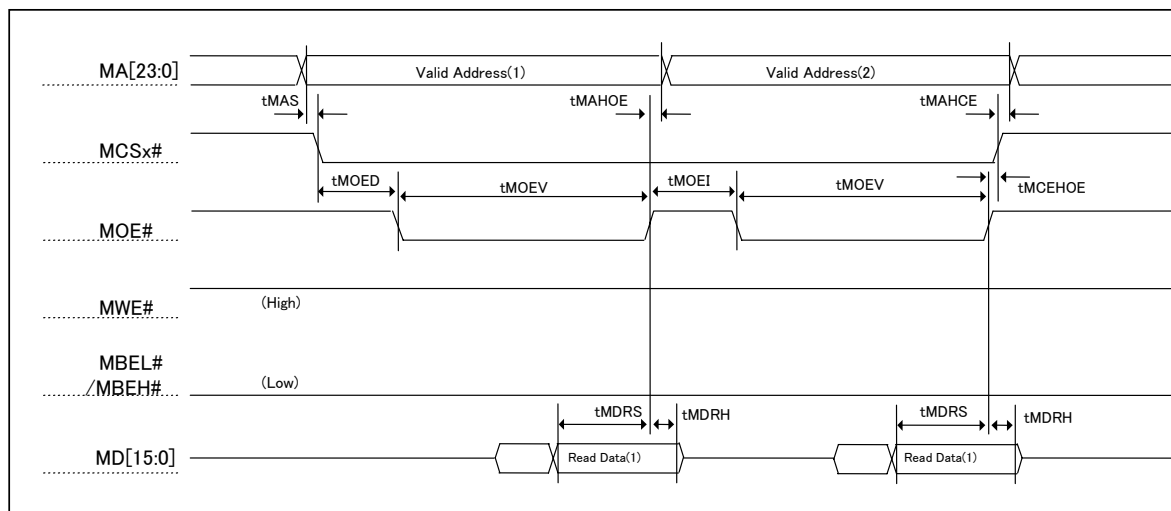 MA[23:0]
Valid Address(1)
Valid Address(2)
tMAS
tMAHOE
tMAHCE
MCSx#
tMOED
tMOEV
tMOEI
tMOEV
tMCEHOE
MOE#
MWE#
(High)
MBEL#
/MBEH#
(Low)
tMDRS
tMDRH
tMDRS
tMDRH
MD[15:0]
Read Data(1)
Read Data(1)